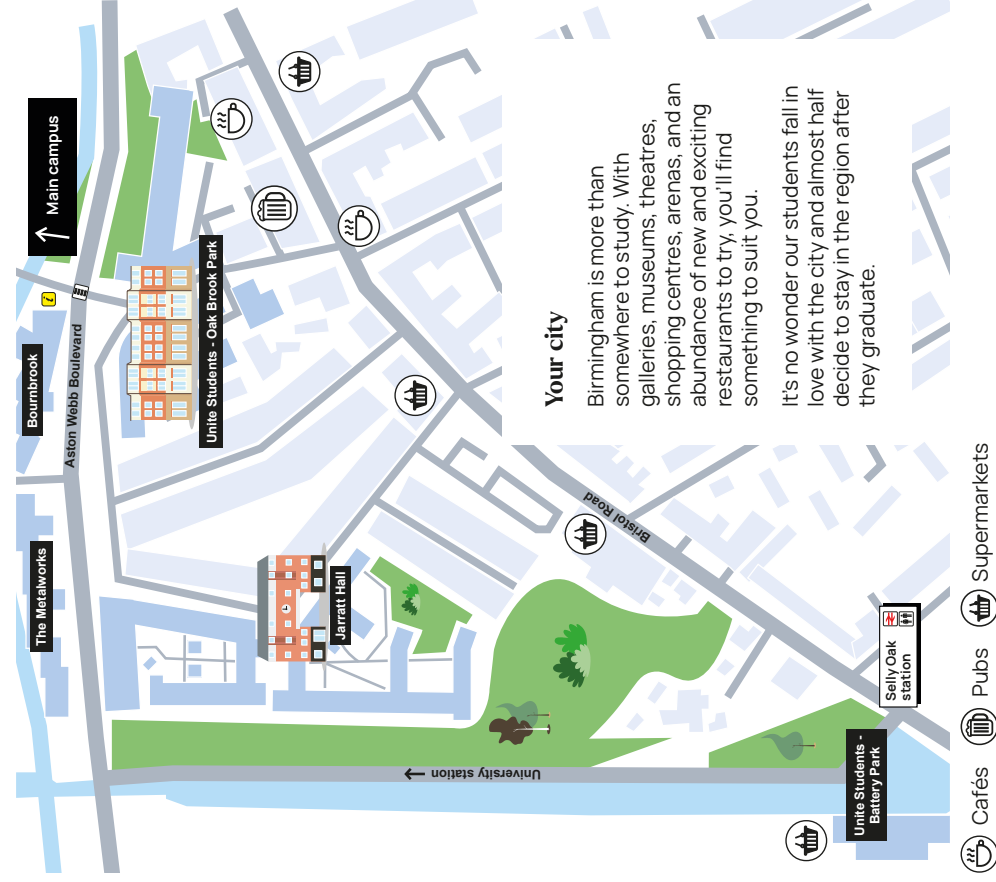 Main campus
Bournbrook
Aston Webb Boulevard
The Metalworks
Unite Students - Oak Brook Park
Jarratt Hall
Bristol Road
University station
Selly Oak
station
Unite Students -
Battery Park
i
Your city
Birmingham is more than
somewhere to study. With
galleries, museums, theatres,
shopping centres, arenas, and an
abundance of new and exciting
restaurants to try, you'll find
something to suit you.
It's no wonder our students fall in
love with the city and almost half
decide to stay in the region after
they graduate.
Cafés
Pubs
Supermarkets